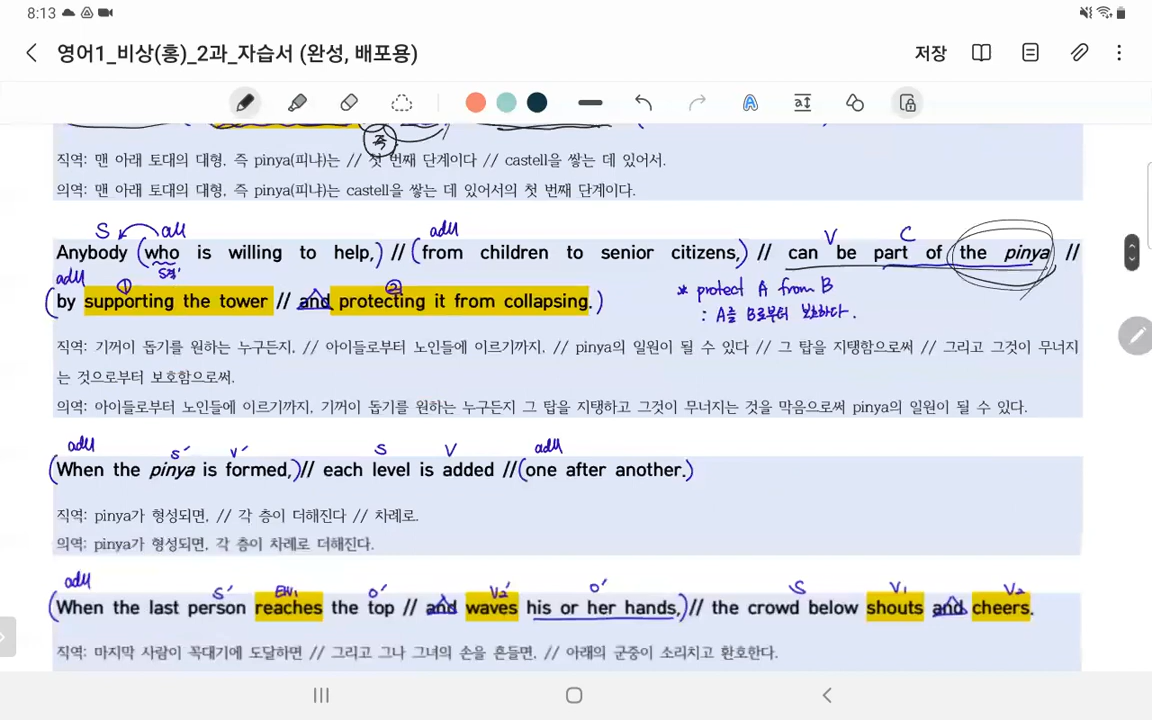 8:13
영어1_비상(홍)_2과_자습서 (완성, 배포용)
저장
즉
직역: 맨 아래 토대의 대형, 즉 pinya(피냐)는 // 첫 번째 단계이다 // castell을 쌓는 데 있어서.
의역: 맨 아래 토대의 대형, 즉 pinya(피냐)는 castell을 쌓는 데 있어서의 첫 번째 단계이다.
S adj adv V C
Anybody (who is willing to help,) // (from children to senior citizens,) // can be part of the pinya //
adv ① ②
(by supporting the tower // and protecting it from collapsing.)
* protect A from B
: A를 B로부터 보호하다.
직역: 기꺼이 돕기를 원하는 누구든지, // 아이들로부터 노인들에 이르기까지, // pinya의 일원이 될 수 있다 // 그 탑을 지탱함으로써 // 그리고 그것이 무너지
는 것으로부터 보호함으로써.
의역: 아이들로부터 노인들에 이르기까지, 기꺼이 돕기를 원하는 누구든지 그 탑을 지탱하고 그것이 무너지는 것을 막음으로써 pinya의 일원이 될 수 있다.
adv S′ V′ S V adv
(When the pinya is formed,) // each level is added // (one after another.)
직역: pinya가 형성되면, // 각 층이 더해진다 // 차례로.
의역: pinya가 형성되면, 각 층이 차례로 더해진다.
adv S′ O′ V2′ O′ S V1 V2
(When the last person reaches the top // and waves his or her hands,) // the crowd below shouts and cheers.
직역: 마지막 사람이 꼭대기에 도달하면 // 그리고 그나 그녀의 손을 흔들면, // 아래의 군중이 소리치고 환호한다.